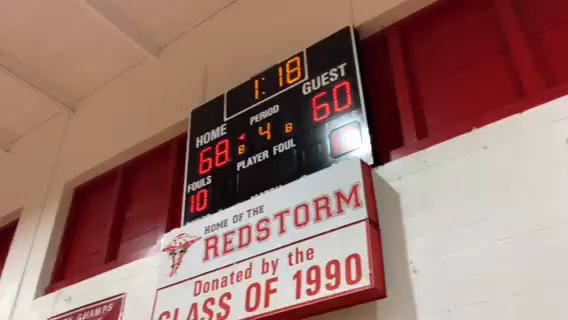 1:18
HOME
GUEST
PERIOD
68
B 4 B
60
FOULS
PLAYER FOUL
10
HOME OF THE
REDSTORM
Donated by the
CLASS OF 1990
CHAMPS